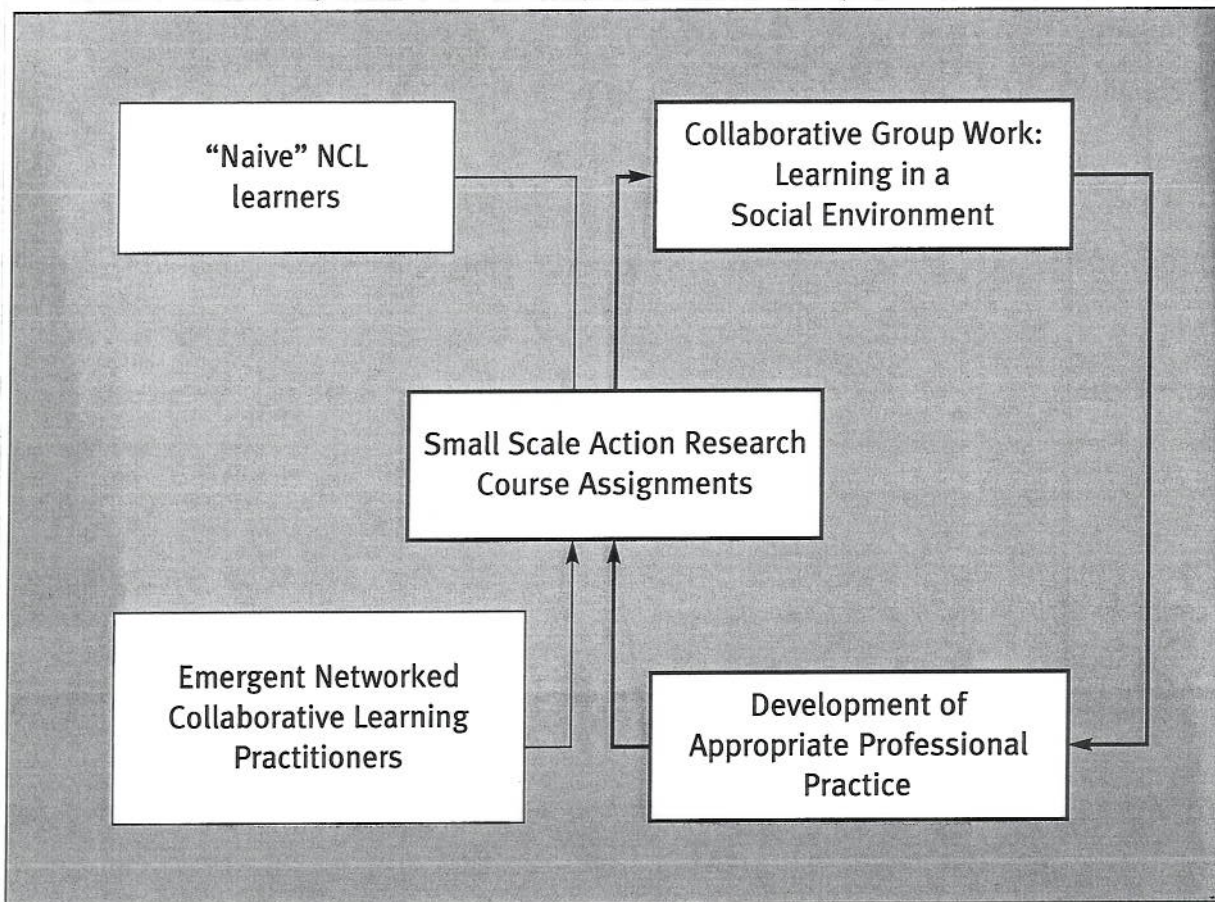 “Naive” NCL
learners
Collaborative Group Work:
Learning in a
Social Environment
Small Scale Action Research
Course Assignments
Emergent Networked
Collaborative Learning
Practitioners
Development of
Appropriate Professional
Practice